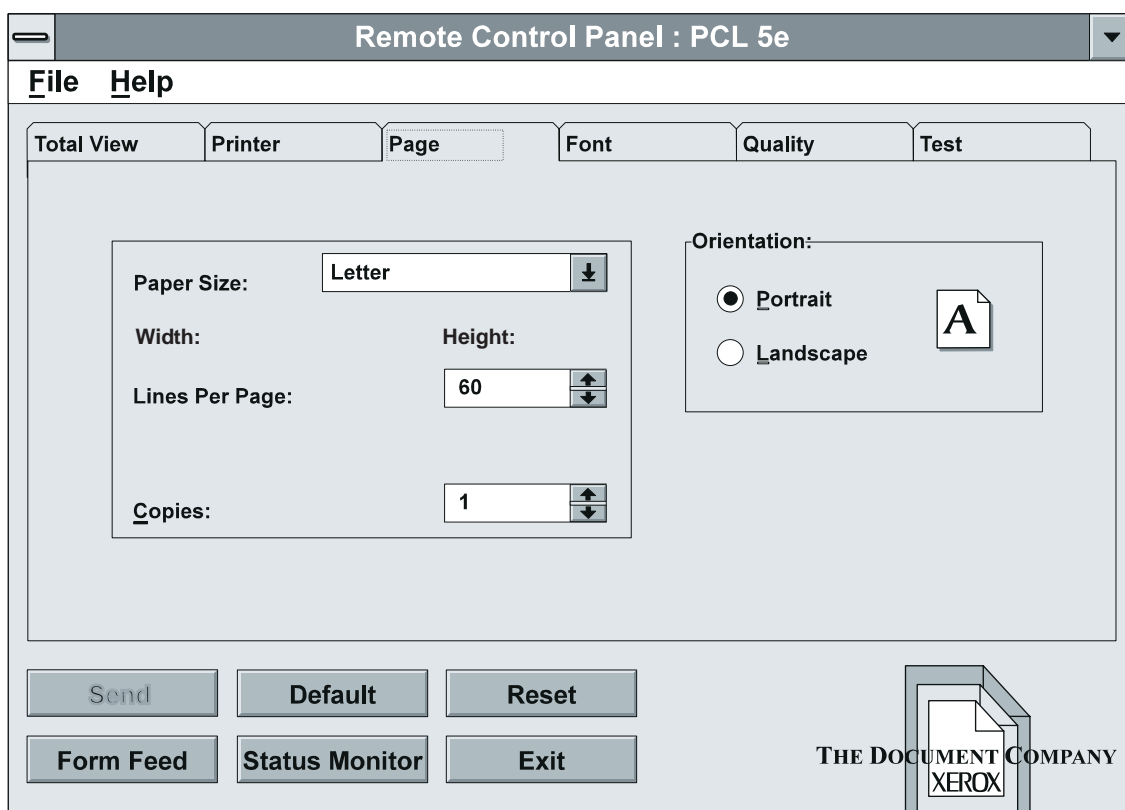 Remote Control Panel : PCL 5e
File Help
Total View Printer Page Font Quality Test
Paper Size: Letter
Width: Height:
Lines Per Page: 60
Copies: 1
Orientation:
Portrait
A
Landscape
Send Default Reset
Form Feed Status Monitor Exit
THE DOCUMENT COMPANY
XEROX